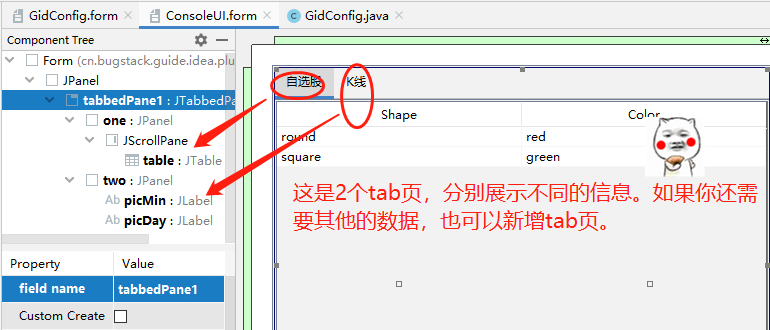 GidConfig.form
ConsoleUI.form
GidConfig.java
Component Tree
Form (cn.bugstack.guide.idea.plu
JPanel
tabbedPane1 : JTabbedPa
one : JPanel
JScrollPane
table : JTable
two : JPanel
picMin : JLabel
picDay : JLabel
Property Value
field name tabbedPane1
Custom Create
自选股 K线
Shape Color
round red
square green
这是2个tab页，分别展示不同的信息。如果你还需
要其他的数据，也可以新增tab页。